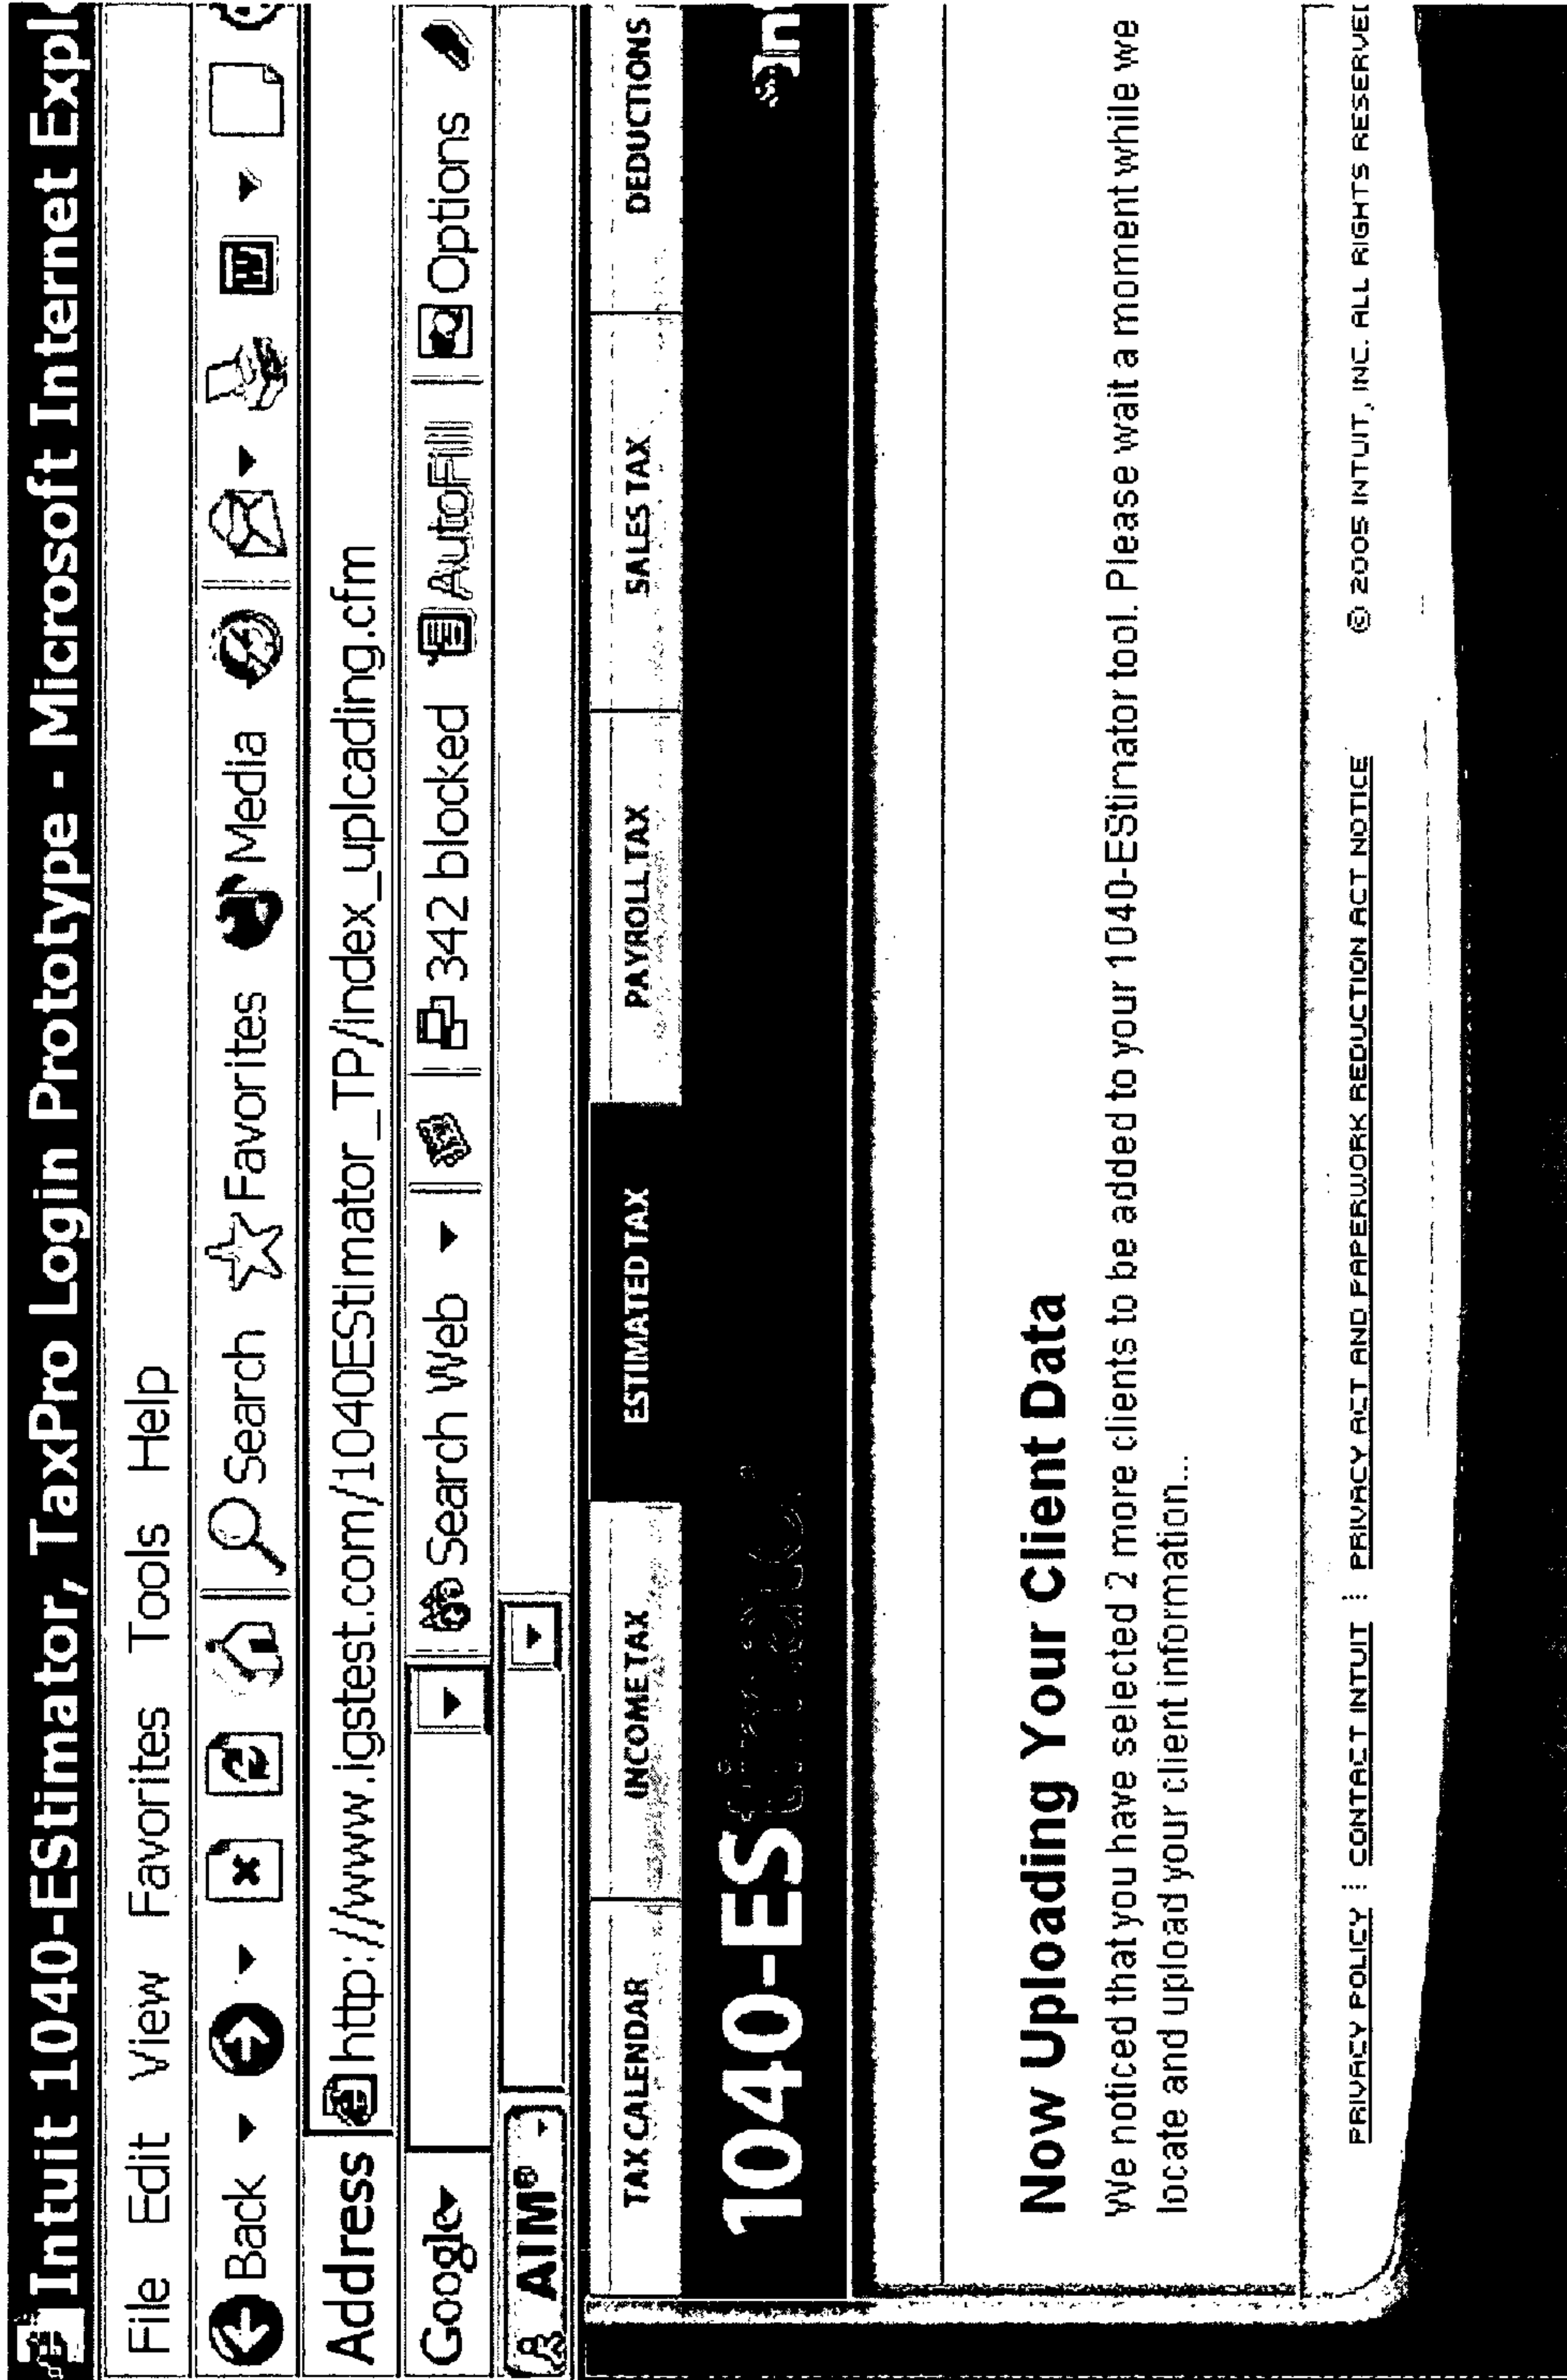 Intuit 1040-EStimator, TaxPro Login Prototype - Microsoft Internet Expl
File Edit View Favorites Tools Help
Back Search Favorites Media
Address http://www.igstest.com/1040EStimator_TP/index_uplcading.cfm
Google Search Web 342 blocked AutoFill Options
AIM®
TAX CALENDAR INCOME TAX ESTIMATED TAX PAYROLL TAX SALES TAX DEDUCTIONS
1040-EStimator In
Now Uploading Your Client Data
We noticed that you have selected 2 more clients to be added to your 1040-EStimator tool. Please wait a moment while we
locate and upload your client information...
PRIVACY POLICY CONTACT INTUIT PRIVACY ACT AND PAPERWORK REDUCTION ACT NOTICE © 2005 INTUIT, INC. ALL RIGHTS RESERVED